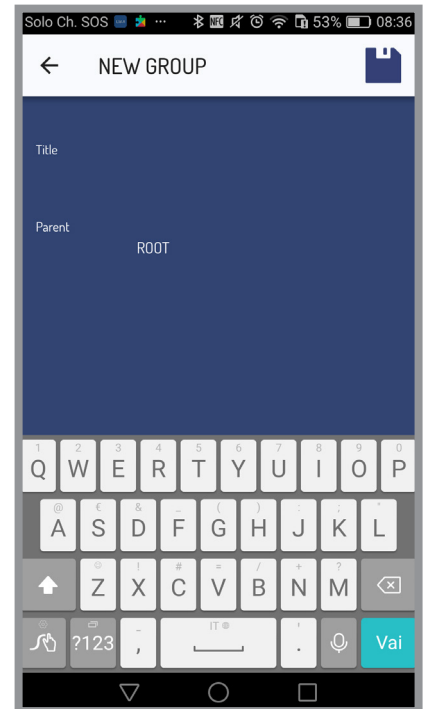 Solo Ch. SOS ... NFC 53% 08:36
NEW GROUP
Title
Parent
ROOT
1 2 3 4 5 6 7 8 9 0
Q W E R T Y U I O P
@ € & _ ( ) : ; '
A S D F G H J K L
! # = / + ?
Z X C V B N M
?123 , IT . Vai